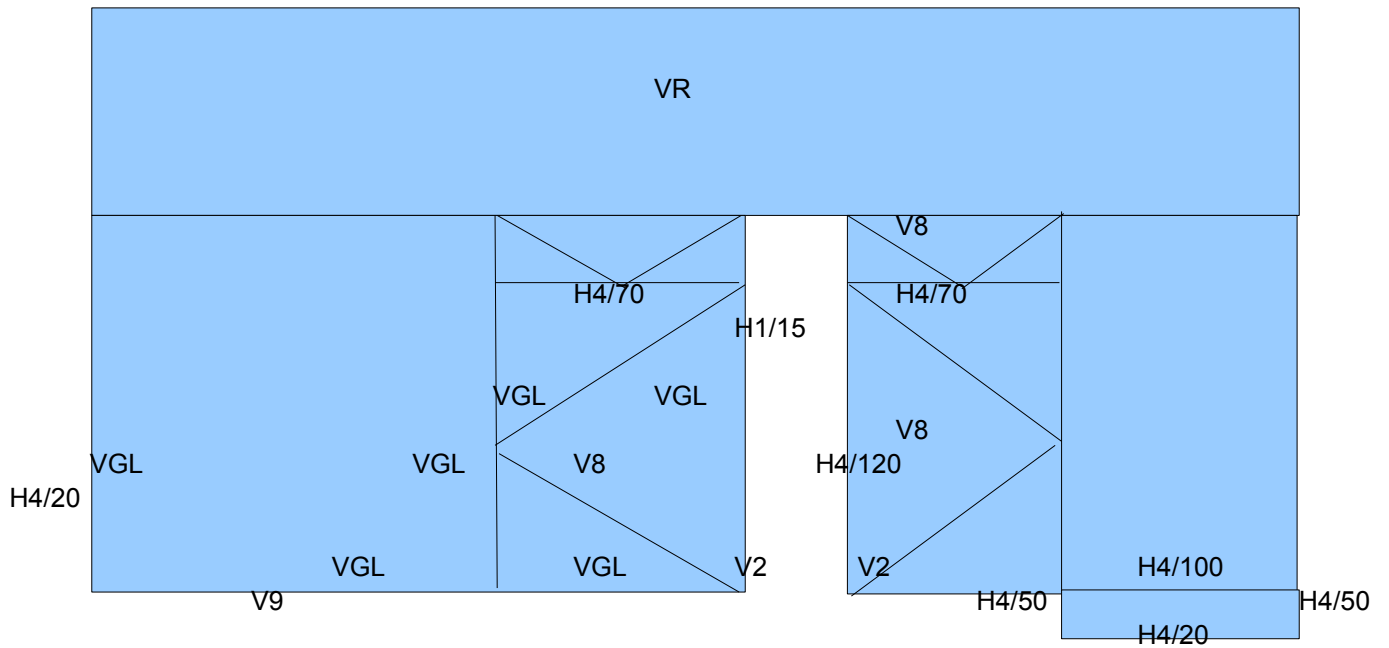 VR
V8
H4/70
H4/70
H1/15
VGL
VGL
V8
VGL
VGL
V8
H4/120
H4/20
VGL
VGL
V2
V2
H4/100
V9
H4/50
H4/50
H4/20